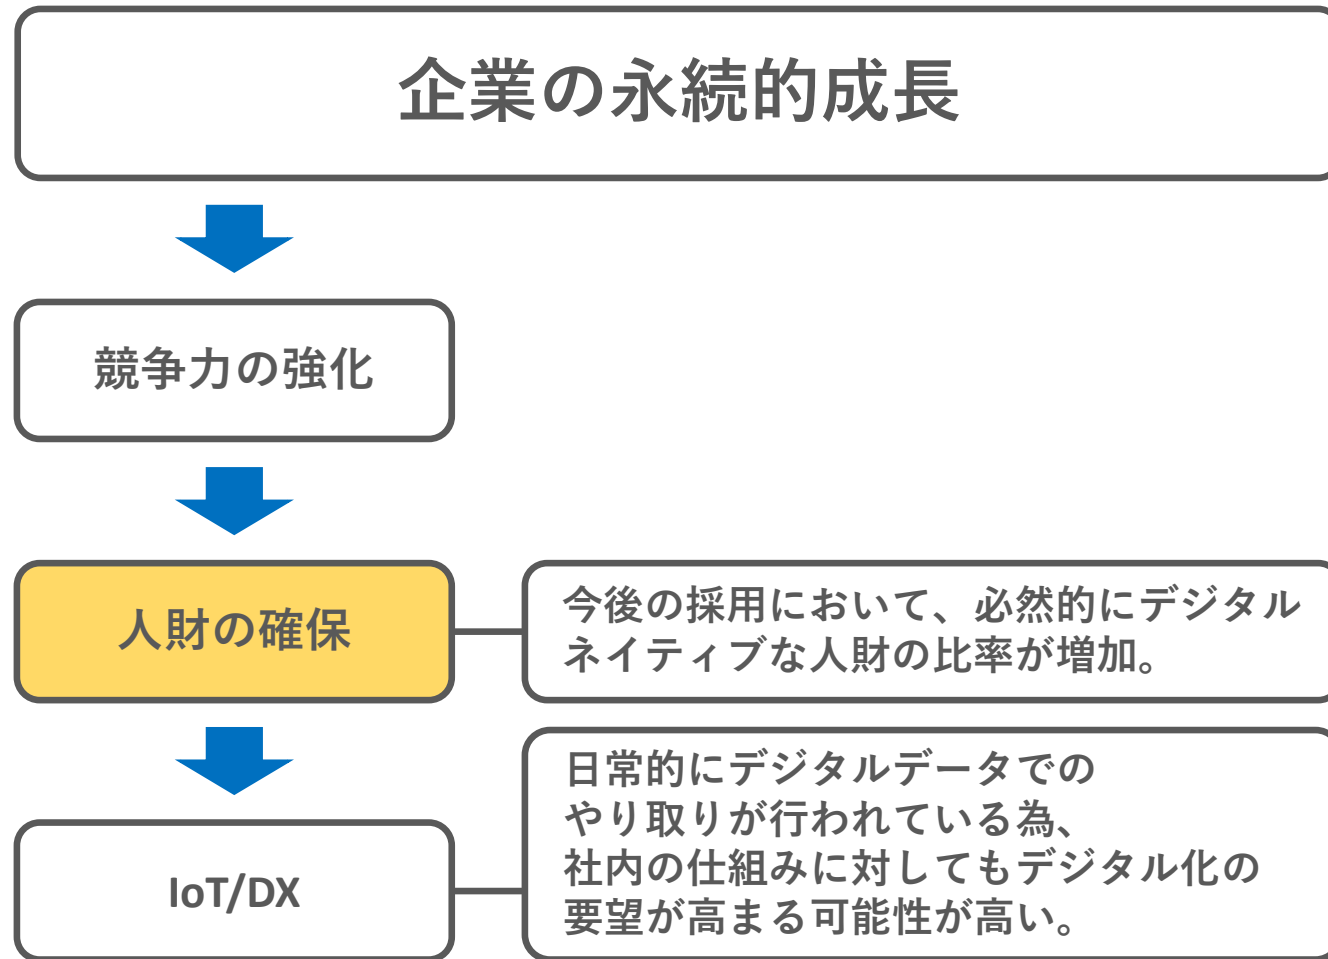 企業の永続的成長
競争力の強化
人財の確保
今後の採用において、必然的にデジタル
ネイティブな人財の比率が増加。
IoT/DX
日常的にデジタルデータでの
やり取りが行われている為、
社内の仕組みに対してもデジタル化の
要望が高まる可能性が高い。